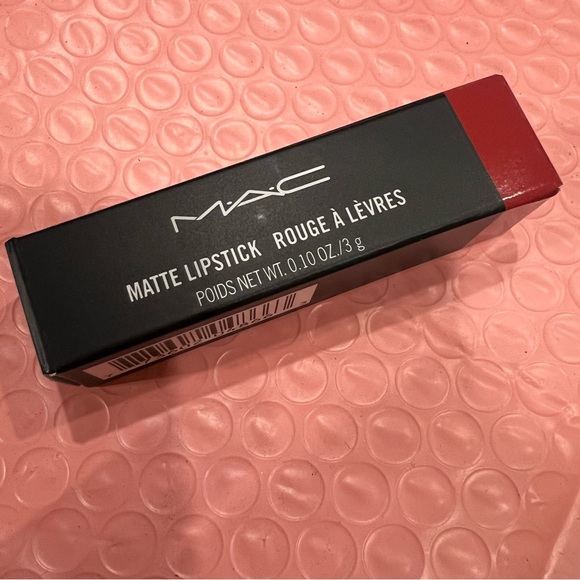 M·A·C
MATTE LIPSTICK ROUGE À LÈVRES
POIDS NET WT. 0.10 OZ./3 g